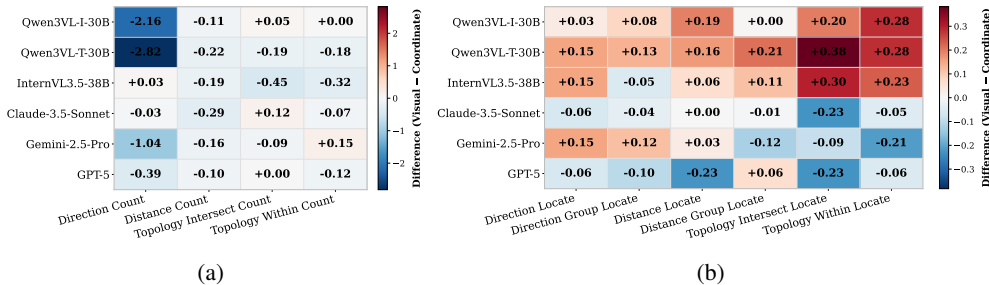 Qwen3VL-I-30B -2.16 -0.11 +0.05 +0.00
Qwen3VL-T-30B -2.82 -0.22 -0.19 -0.18
InternVL3.5-38B +0.03 -0.19 -0.45 -0.32
Claude-3.5-Sonnet -0.03 -0.29 +0.12 -0.07
Gemini-2.5-Pro -1.04 -0.16 -0.09 +0.15
GPT-5 -0.39 -0.10 +0.00 -0.12
Direction Count
Distance Count
Topology Intersect Count
Topology Within Count
2
1
0
−1
−2
Difference (Visual − Coordinate)
(a)
Qwen3VL-I-30B +0.03 +0.08 +0.19 +0.00 +0.20 +0.28
Qwen3VL-T-30B +0.15 +0.13 +0.16 +0.21 +0.38 +0.28
InternVL3.5-38B +0.15 -0.05 +0.06 +0.11 +0.30 +0.23
Claude-3.5-Sonnet -0.06 -0.04 +0.00 -0.01 -0.23 -0.05
Gemini-2.5-Pro +0.15 +0.12 +0.03 -0.12 -0.09 -0.21
GPT-5 -0.06 -0.10 -0.23 +0.06 -0.23 -0.06
Direction Locate
Direction Group Locate
Distance Locate
Distance Group Locate
Topology Intersect Locate
Topology Within Locate
0.3
0.2
0.1
0.0
−0.1
−0.2
−0.3
Difference (Visual − Coordinate)
(b)